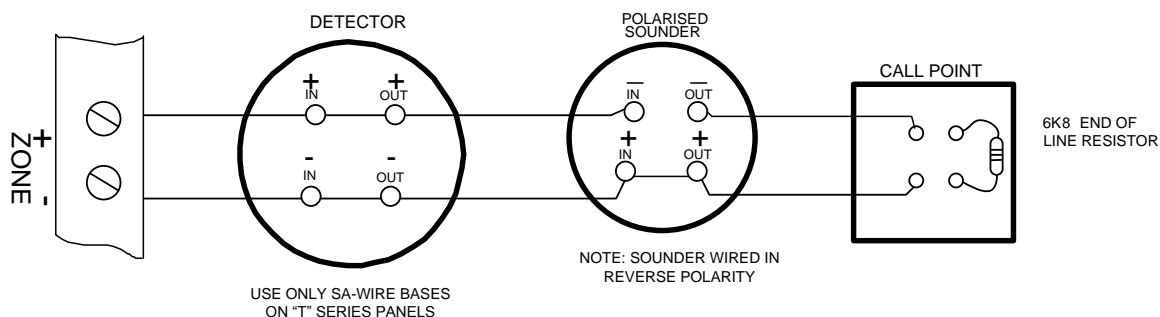 DETECTOR
POLARISED
SOUNDER
CALL POINT
+ ZONE -
+ +
IN OUT
- -
IN OUT
– –
IN OUT
+ +
IN OUT
6K8 END OF
LINE RESISTOR
NOTE: SOUNDER WIRED IN
REVERSE POLARITY
USE ONLY SA-WIRE BASES
ON “T” SERIES PANELS